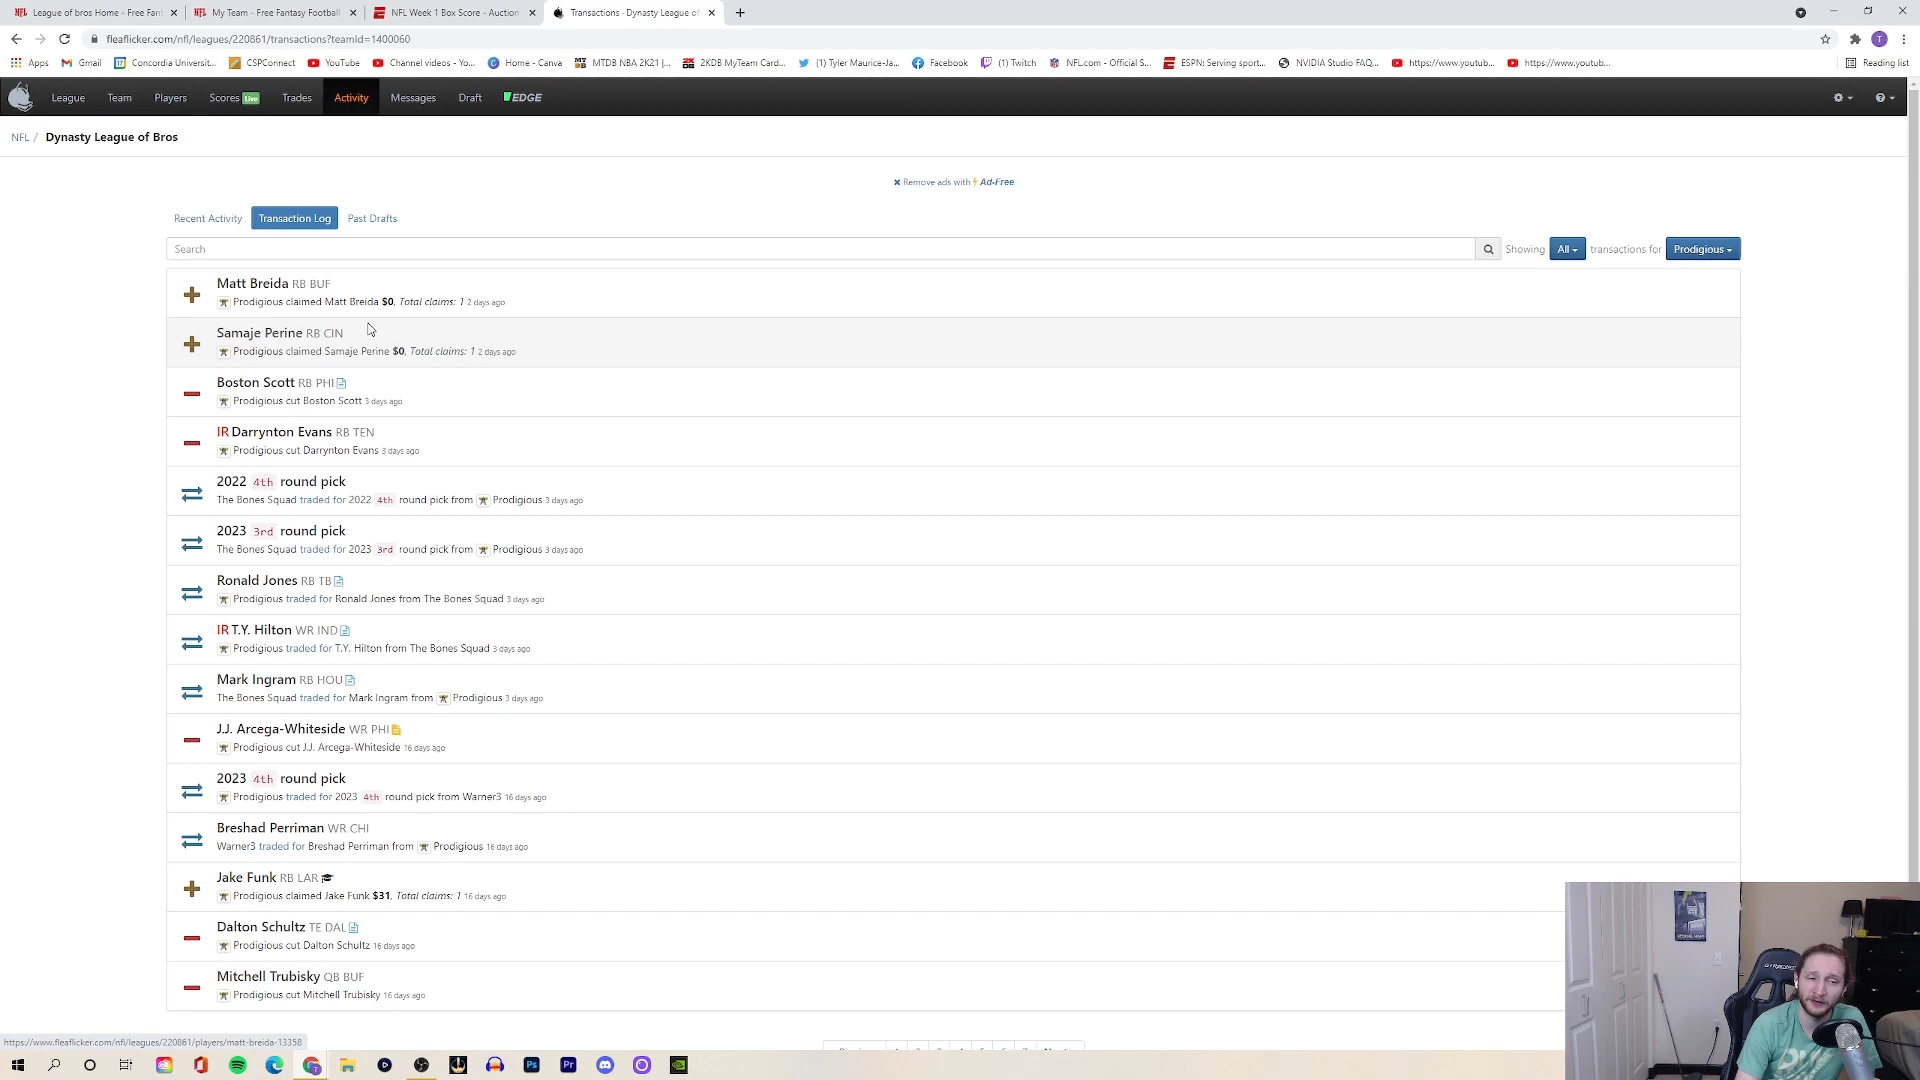 League of bros Home - Free Fant
My Team - Free Fantasy Football
NFL Week 1 Box Score - Auction
Transactions - Dynasty League of
fleaflicker.com/nfl/leagues/220861/transactions?teamId=1400060
Apps
Gmail
Concordia Universit...
CSPConnect
YouTube
Channel videos - Yo...
Home - Canva
MTDB NBA 2K21 |...
2KDB MyTeam Card...
(1) Tyler Maurice-Ja...
Facebook
(1) Twitch
NFL.com - Official S...
ESPN: Serving sport...
NVIDIA Studio FAQ...
https://www.youtub...
https://www.youtub...
Reading list
League
Team
Players
Scores Live
Trades
Activity
Messages
Draft
EDGE
NFL / Dynasty League of Bros
Remove ads with Ad-Free
Recent Activity
Transaction Log
Past Drafts
Search
Showing All transactions for Prodigious
Matt Breida RB BUF
Prodigious claimed Matt Breida $0, Total claims: 1 2 days ago
Samaje Perine RB CIN
Prodigious claimed Samaje Perine $0, Total claims: 1 2 days ago
Boston Scott RB PHI
Prodigious cut Boston Scott 3 days ago
IR Darrynton Evans RB TEN
Prodigious cut Darrynton Evans 3 days ago
2022 4th round pick
The Bones Squad traded for 2022 4th round pick from Prodigious 3 days ago
2023 3rd round pick
The Bones Squad traded for 2023 3rd round pick from Prodigious 3 days ago
Ronald Jones RB TB
Prodigious traded for Ronald Jones from The Bones Squad 3 days ago
IR T.Y. Hilton WR IND
Prodigious traded for T.Y. Hilton from The Bones Squad 3 days ago
Mark Ingram RB HOU
The Bones Squad traded for Mark Ingram from Prodigious 3 days ago
J.J. Arcega-Whiteside WR PHI
Prodigious cut J.J. Arcega-Whiteside 16 days ago
2023 4th round pick
Prodigious traded for 2023 4th round pick from Warner3 16 days ago
Breshad Perriman WR CHI
Warner3 traded for Breshad Perriman from Prodigious 16 days ago
Jake Funk RB LAR
Prodigious claimed Jake Funk $31, Total claims: 1 16 days ago
Dalton Schultz TE DAL
Prodigious cut Dalton Schultz 16 days ago
Mitchell Trubisky QB BUF
Prodigious cut Mitchell Trubisky 16 days ago
https://www.fleaflicker.com/nfl/leagues/220861/players/matt-breida-13358